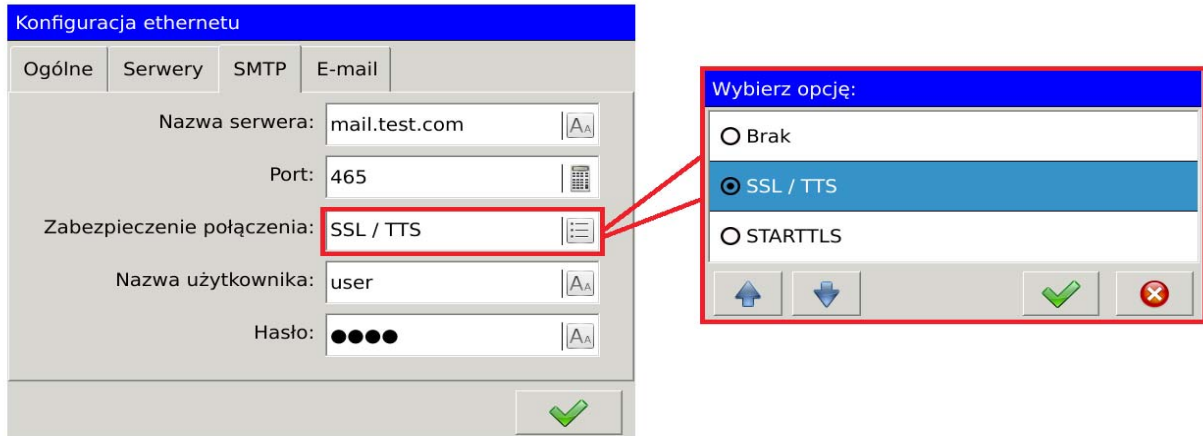 Konfiguracja ethernetu
Ogólne Serwery SMTP E-mail
Nazwa serwera: mail.test.com
Port: 465
Zabezpieczenie połączenia: SSL / TTS
Nazwa użytkownika: user
Hasło: ●●●●
Wybierz opcję:
Brak
SSL / TTS
STARTTLS